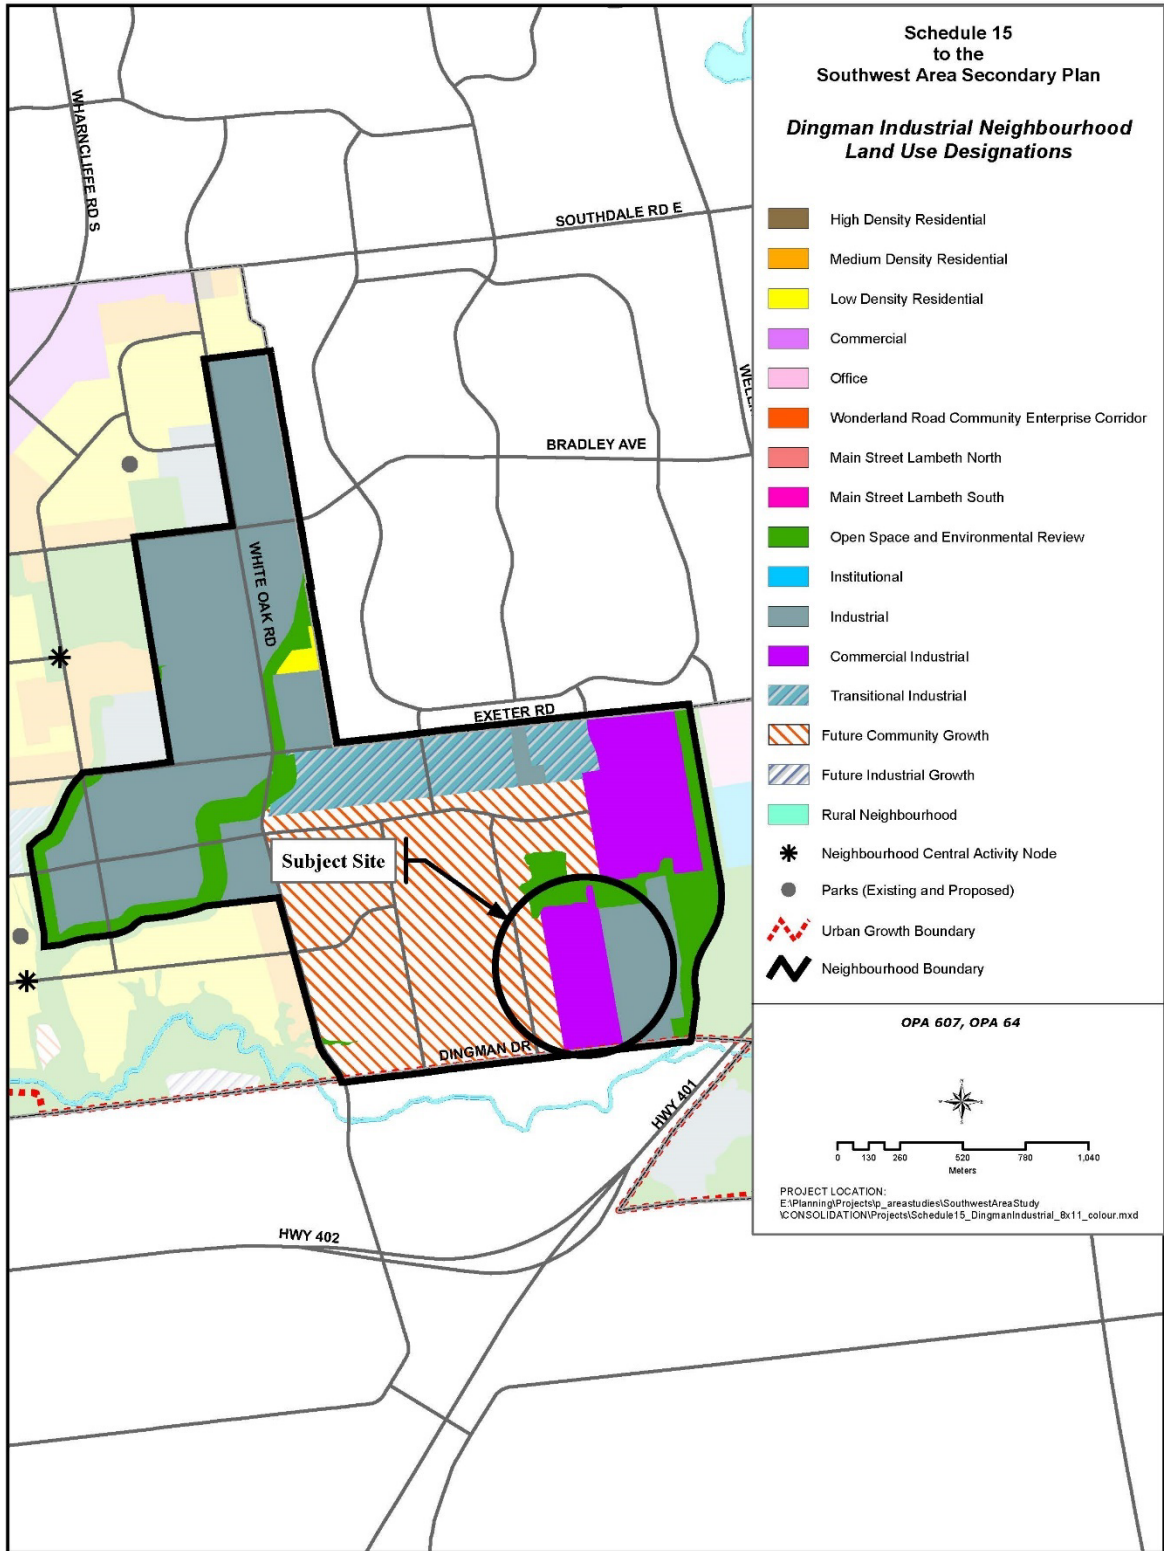 Schedule 15
to the
Southwest Area Secondary Plan
Dingman Industrial Neighbourhood
Land Use Designations
High Density Residential
Medium Density Residential
Low Density Residential
Commercial
Office
Wonderland Road Community Enterprise Corridor
Main Street Lambeth North
Main Street Lambeth South
Open Space and Environmental Review
Institutional
Industrial
Commercial Industrial
Transitional Industrial
Future Community Growth
Future Industrial Growth
Rural Neighbourhood
Neighbourhood Central Activity Node
Parks (Existing and Proposed)
Urban Growth Boundary
Neighbourhood Boundary
OPA 607, OPA 64
0 130 260 520 780 1,040
Meters
PROJECT LOCATION:
E:\Planning\Projects\p_areastudies\SouthwestAreaStudy
\CONSOLIDATION\Projects\Schedule15_DingmanIndustrial_8x11_colour.mxd
WHARNCLIFFE RD S
SOUTHDALE RD E
BRADLEY AVE
WHITE OAK RD
EXETER RD
Subject Site
DINGMAN DR
HWY 401
HWY 402